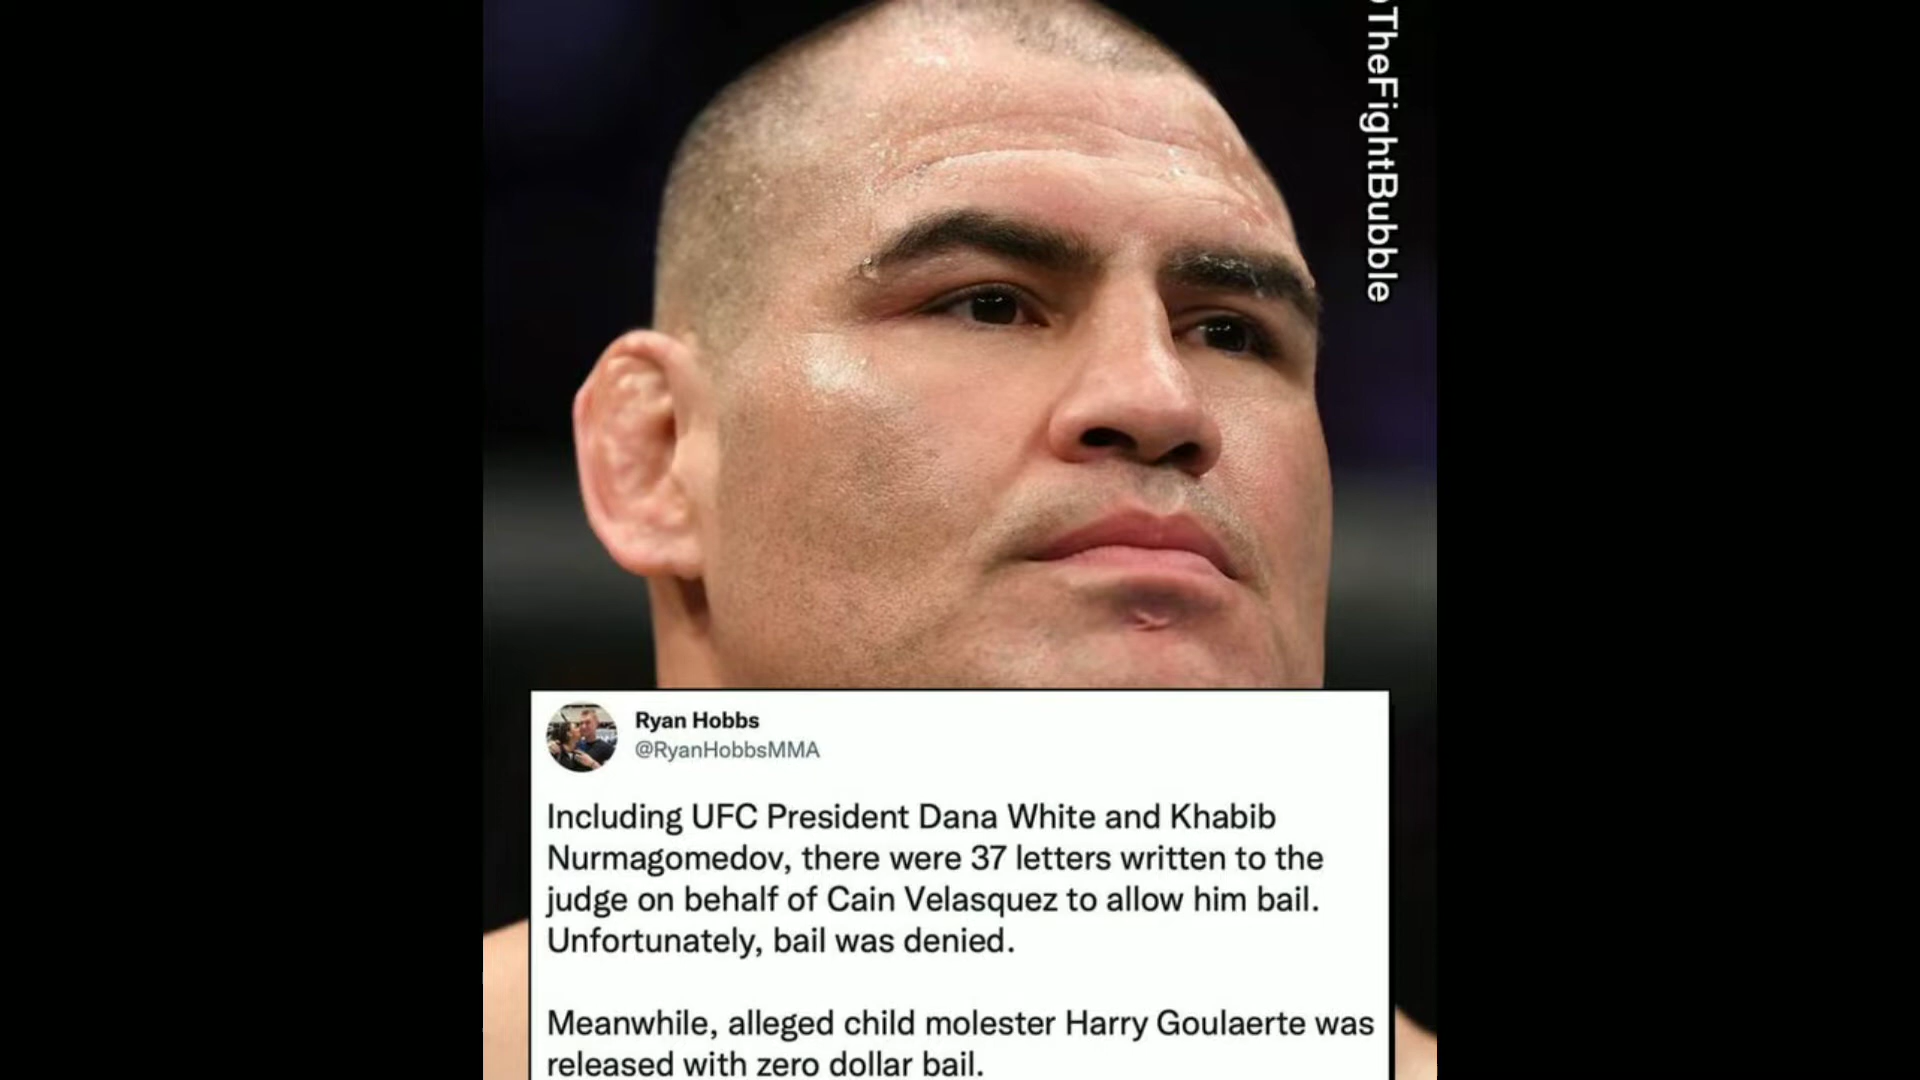 @TheFightBubble
Ryan Hobbs
@RyanHobbsMMA
Including UFC President Dana White and Khabib
Nurmagomedov, there were 37 letters written to the
judge on behalf of Cain Velasquez to allow him bail.
Unfortunately, bail was denied.
Meanwhile, alleged child molester Harry Goulaerte was
released with zero dollar bail.